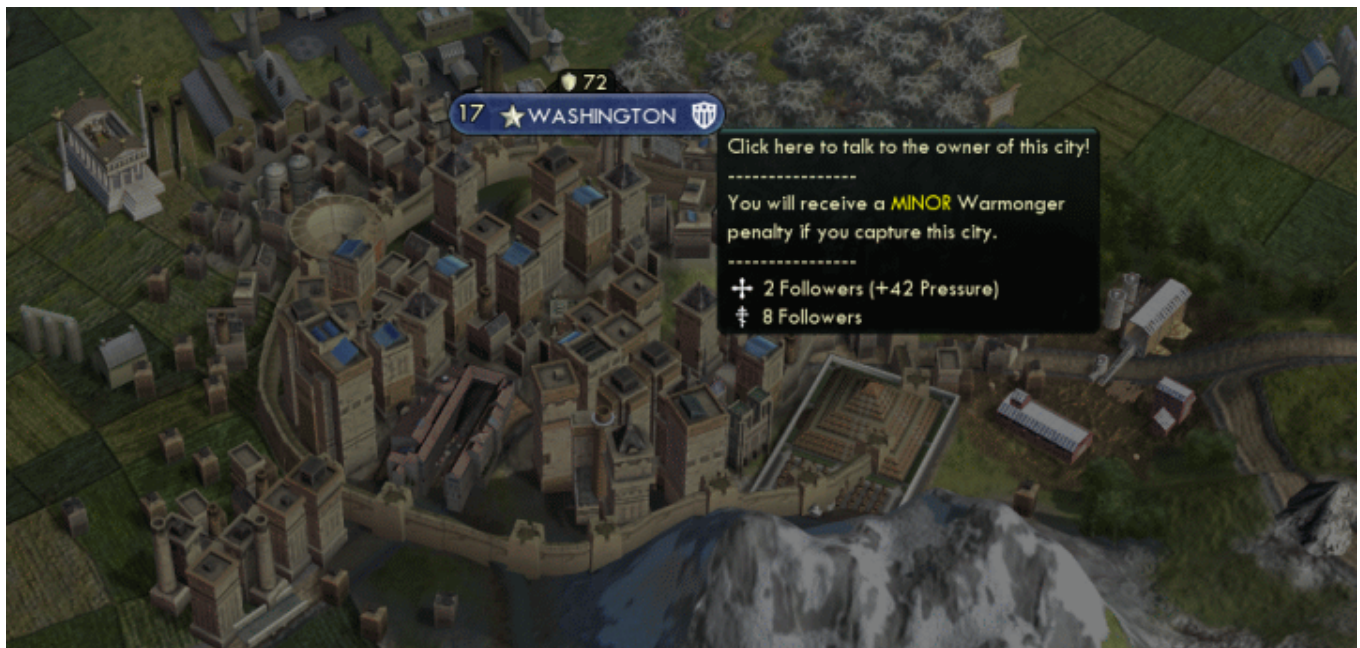 72
17 WASHINGTON
Click here to talk to the owner of this city!
----------------
You will receive a MINOR Warmonger
penalty if you capture this city.
----------------
2 Followers (+42 Pressure)
8 Followers